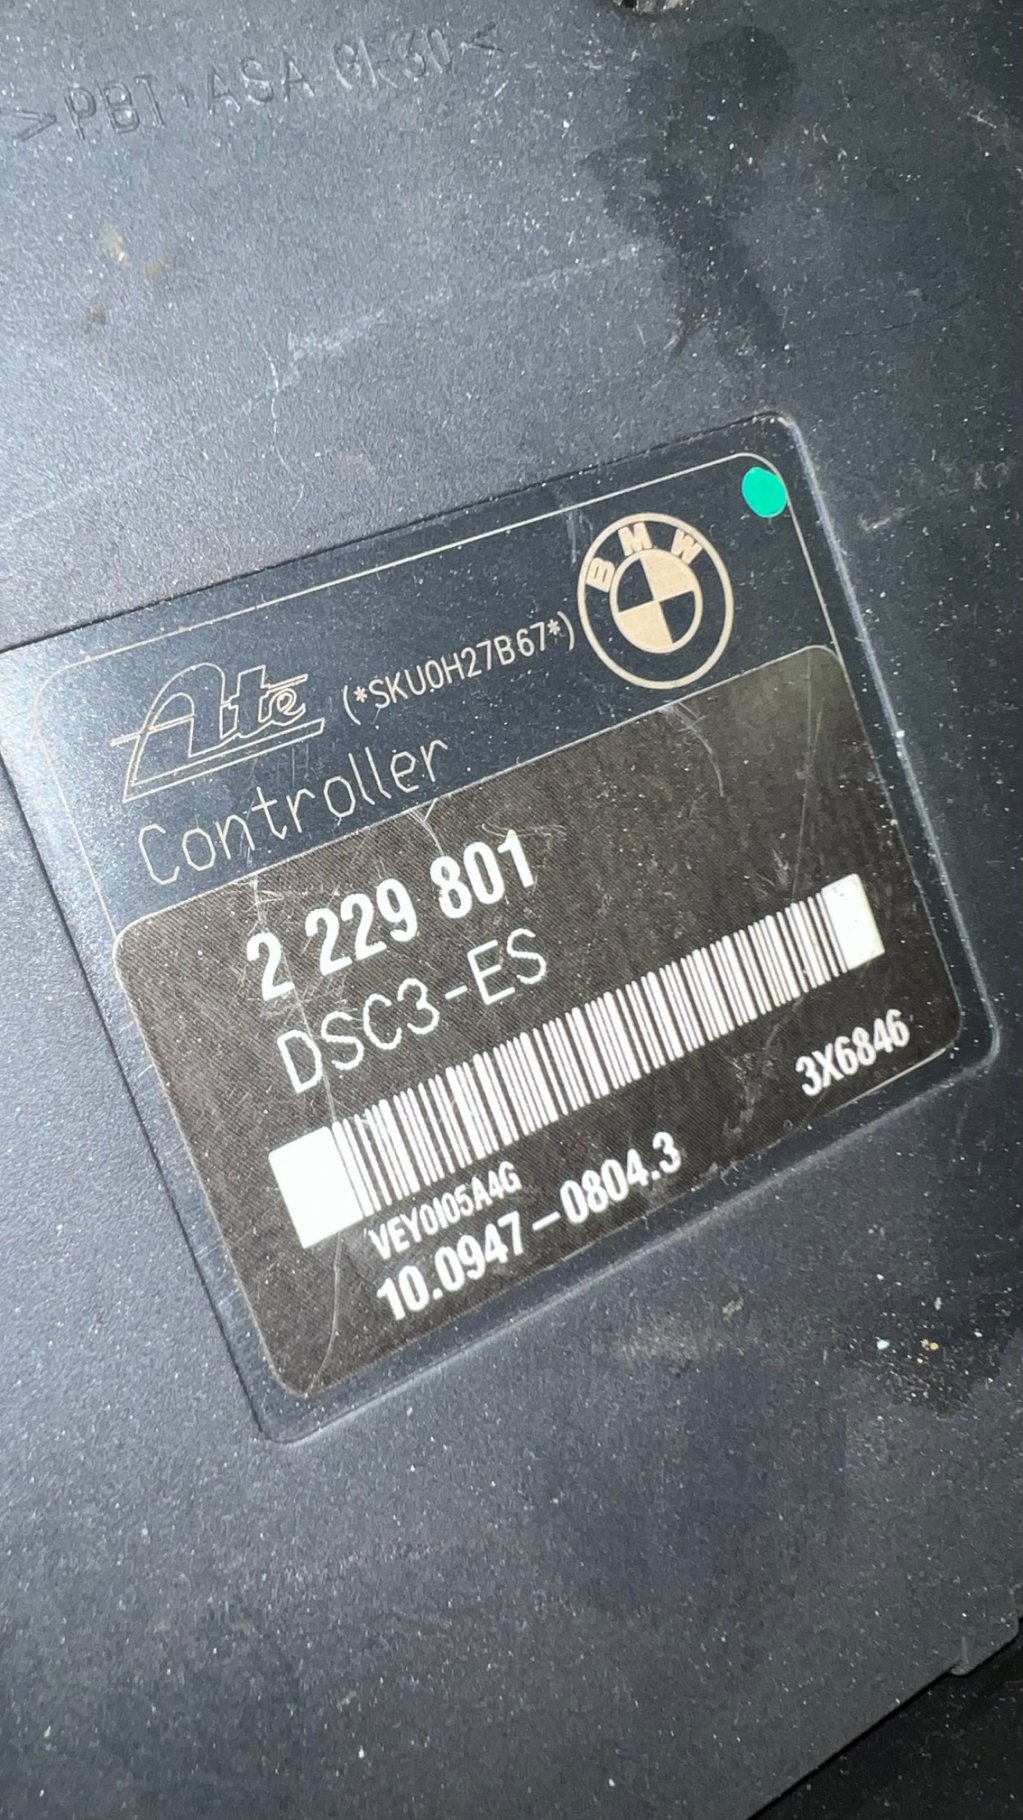 >PBT+ASA GF30<
BMW
Ate (*SKU0H27B67*)
Controller
2 229 801
DSC3-ES
3X6846
VEY0I05A4G
10.0947-0804.3